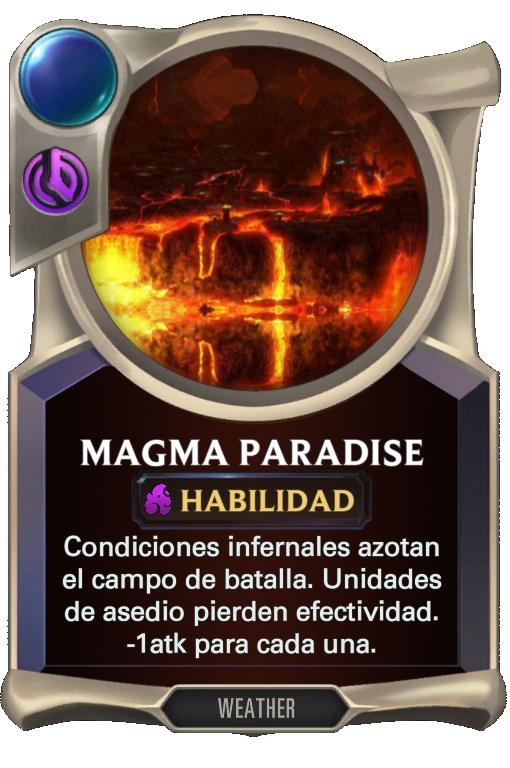 MAGMA PARADISE
HABILIDAD
Condiciones infernales azotan
el campo de batalla. Unidades
de asedio pierden efectividad.
-1atk para cada una.
WEATHER